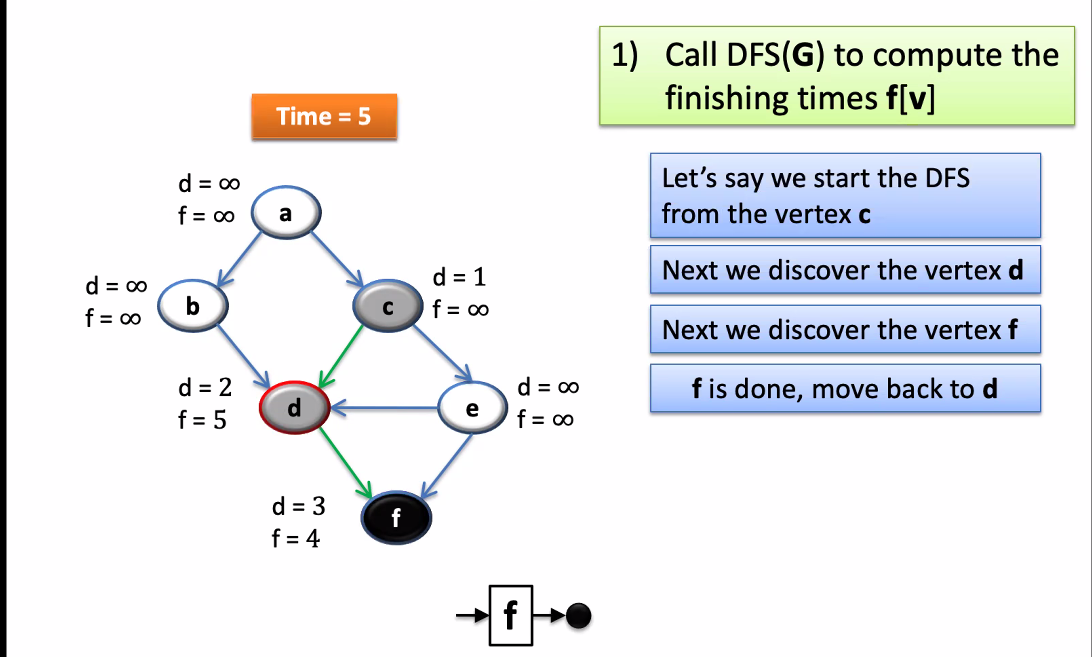 1) Call DFS(G) to compute the
finishing times f[v]
Time = 5
Let’s say we start the DFS
from the vertex c
Next we discover the vertex d
Next we discover the vertex f
f is done, move back to d
d = ∞
f = ∞
a
d = ∞
f = ∞
b
c
d = 1
f = ∞
d = 2
f = 5
d
e
d = ∞
f = ∞
d = 3
f = 4
f
f